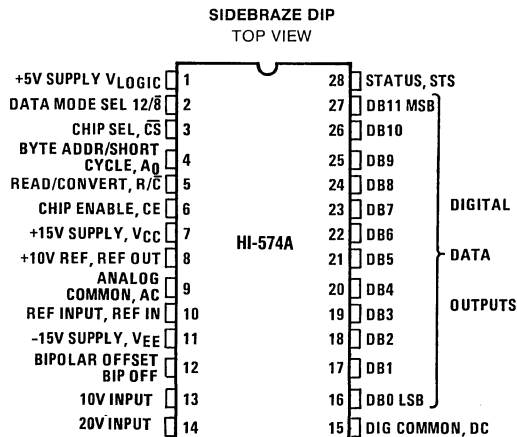 SIDEBRAZE DIP
TOP VIEW
+5V SUPPLY VLOGIC 1
DATA MODE SEL 12/8̅ 2
CHIP SEL, C̅S̅ 3
BYTE ADDR/SHORT
CYCLE, A0 4
READ/CONVERT, R/C̅ 5
CHIP ENABLE, CE 6
+15V SUPPLY, VCC 7
+10V REF, REF OUT 8
ANALOG
COMMON, AC 9
REF INPUT, REF IN 10
-15V SUPPLY, VEE 11
BIPOLAR OFFSET
BIP OFF 12
10V INPUT 13
20V INPUT 14
HI-574A
28 STATUS, STS
27 DB11 MSB
26 DB10
25 DB9
24 DB8
23 DB7
22 DB6
21 DB5
20 DB4
19 DB3
18 DB2
17 DB1
16 DB0 LSB
15 DIG COMMON, DC
DIGITAL
DATA
OUTPUTS